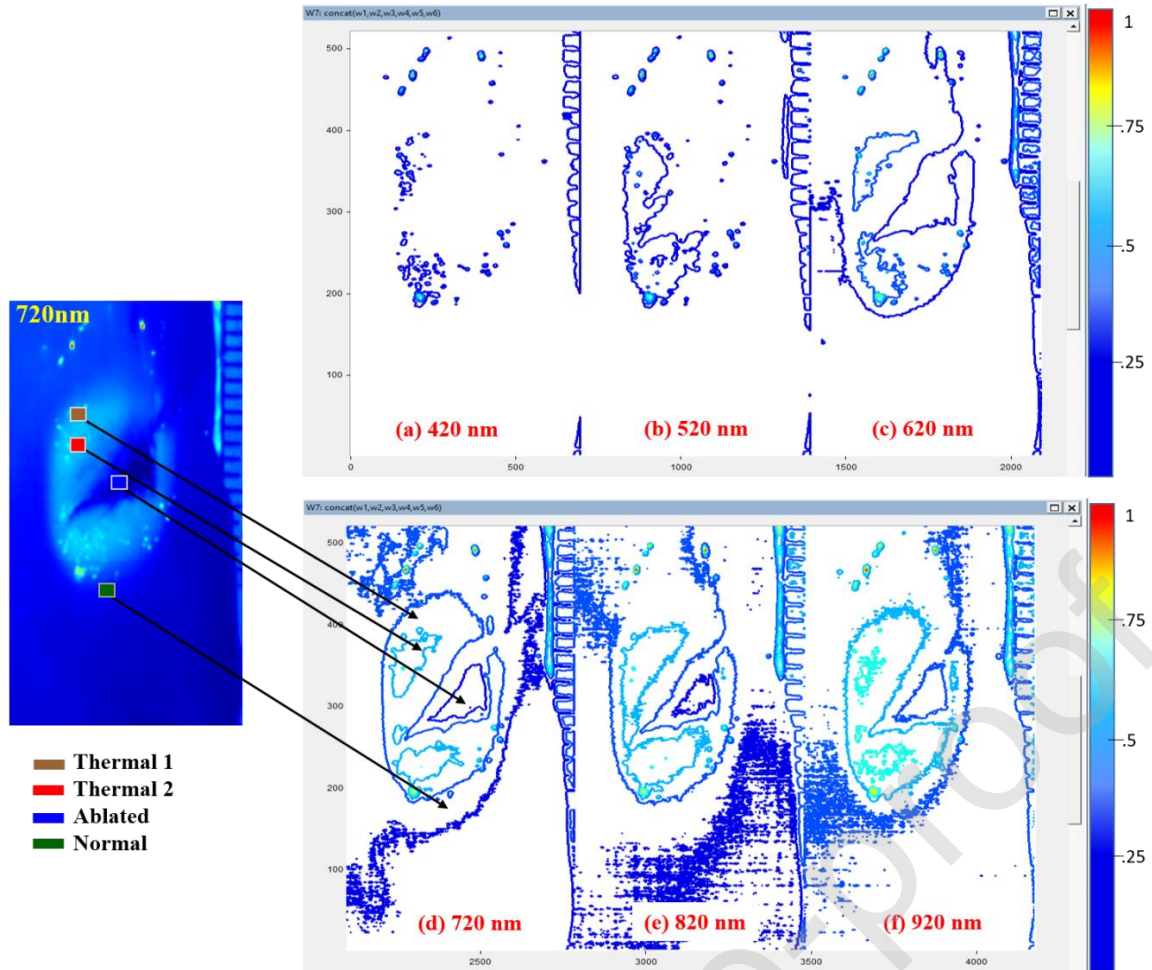 W7: concat(w1,w2,w3,w4,w5,w6)
500
400
300
200
100
0
500
1000
1500
2000
(a) 420 nm
(b) 520 nm
(c) 620 nm
1
.75
.5
.25
720nm
Thermal 1
Thermal 2
Ablated
Normal
W7: concat(w1,w2,w3,w4,w5,w6)
500
400
300
200
100
2500
3000
3500
4000
(d) 720 nm
(e) 820 nm
(f) 920 nm
1
.75
.5
.25